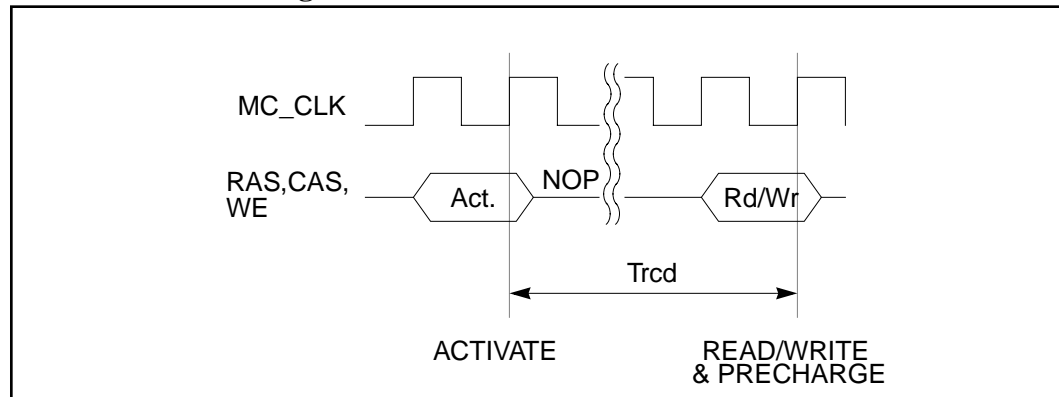 g
MC_CLK
RAS,CAS,
WE
Act.
NOP
Rd/Wr
Trcd
ACTIVATE
READ/WRITE
& PRECHARGE